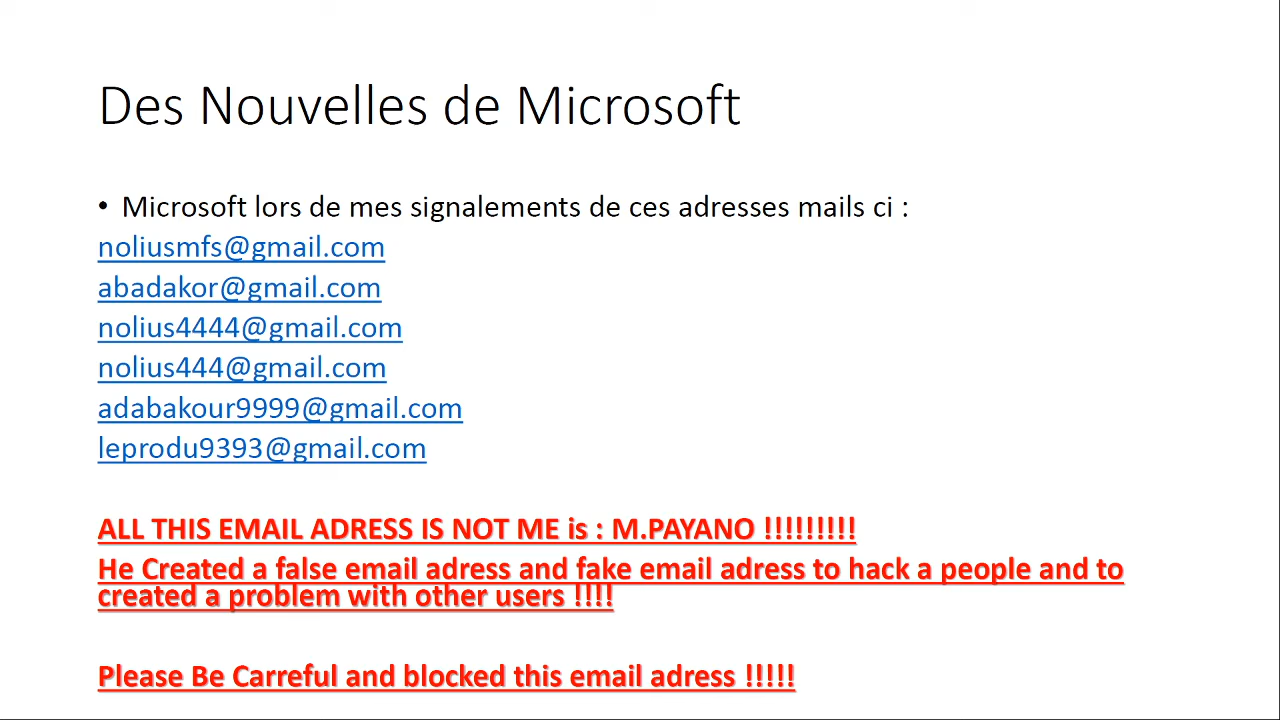 Des Nouvelles de Microsoft
• Microsoft lors de mes signalements de ces adresses mails ci :
noliusmfs@gmail.com
abadakor@gmail.com
nolius4444@gmail.com
nolius444@gmail.com
adabakour9999@gmail.com
leprodu9393@gmail.com
ALL THIS EMAIL ADRESS IS NOT ME is : M.PAYANO !!!!!!!!!
He Created a false email adress and fake email adress to hack a people and to
created a problem with other users !!!!
Please Be Carreful and blocked this email adress !!!!!